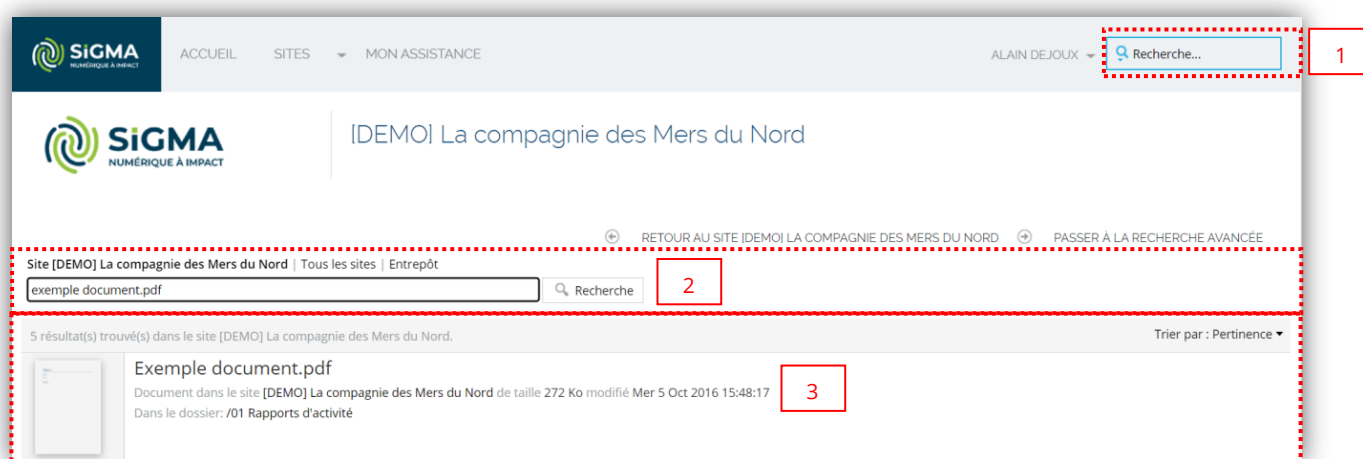 SiGMA
NUMÉRIQUE À IMPACT
ACCUEIL SITES MON ASSISTANCE
ALAIN DEJOUX
Recherche...
1
SiGMA
NUMÉRIQUE À IMPACT
[DEMO] La compagnie des Mers du Nord
RETOUR AU SITE [DEMO] LA COMPAGNIE DES MERS DU NORD PASSER À LA RECHERCHE AVANCÉE
Site [DEMO] La compagnie des Mers du Nord | Tous les sites | Entrepôt
exemple document.pdf
Recherche
2
5 résultat(s) trouvé(s) dans le site [DEMO] La compagnie des Mers du Nord.
Trier par : Pertinence
Exemple document.pdf
Document dans le site [DEMO] La compagnie des Mers du Nord de taille 272 Ko modifié Mer 5 Oct 2016 15:48:17
3
Dans le dossier: /01 Rapports d'activité